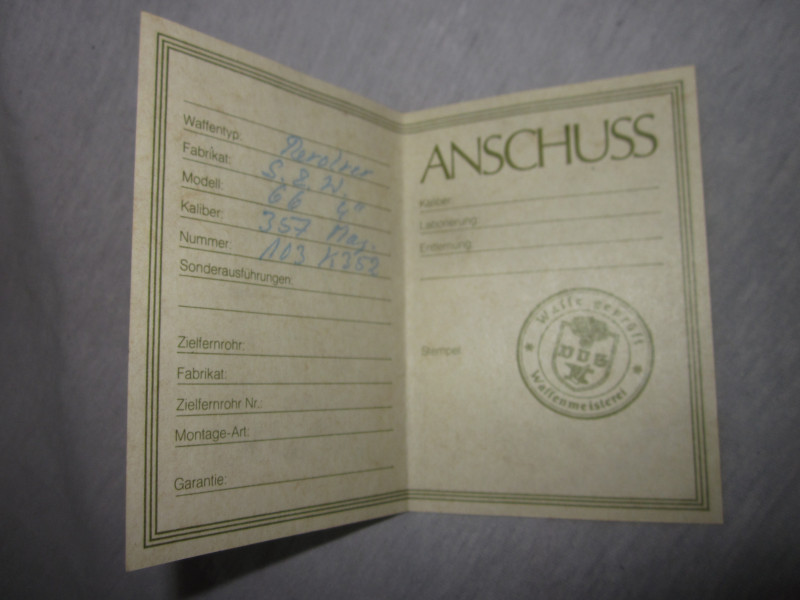 Waffentyp: Revolver
Fabrikat: S. & W.
Modell: 66 4"
Kaliber: 357 Mag.
Nummer: 103 K352
Sonderausführungen:
Zielfernrohr:
Fabrikat:
Zielfernrohr Nr.:
Montage-Art:
Garantie:
ANSCHUSS
Kaliber:
Laborierung:
Entfernung:
Stempel:
Waffe geprüft
Waffenmeisterei